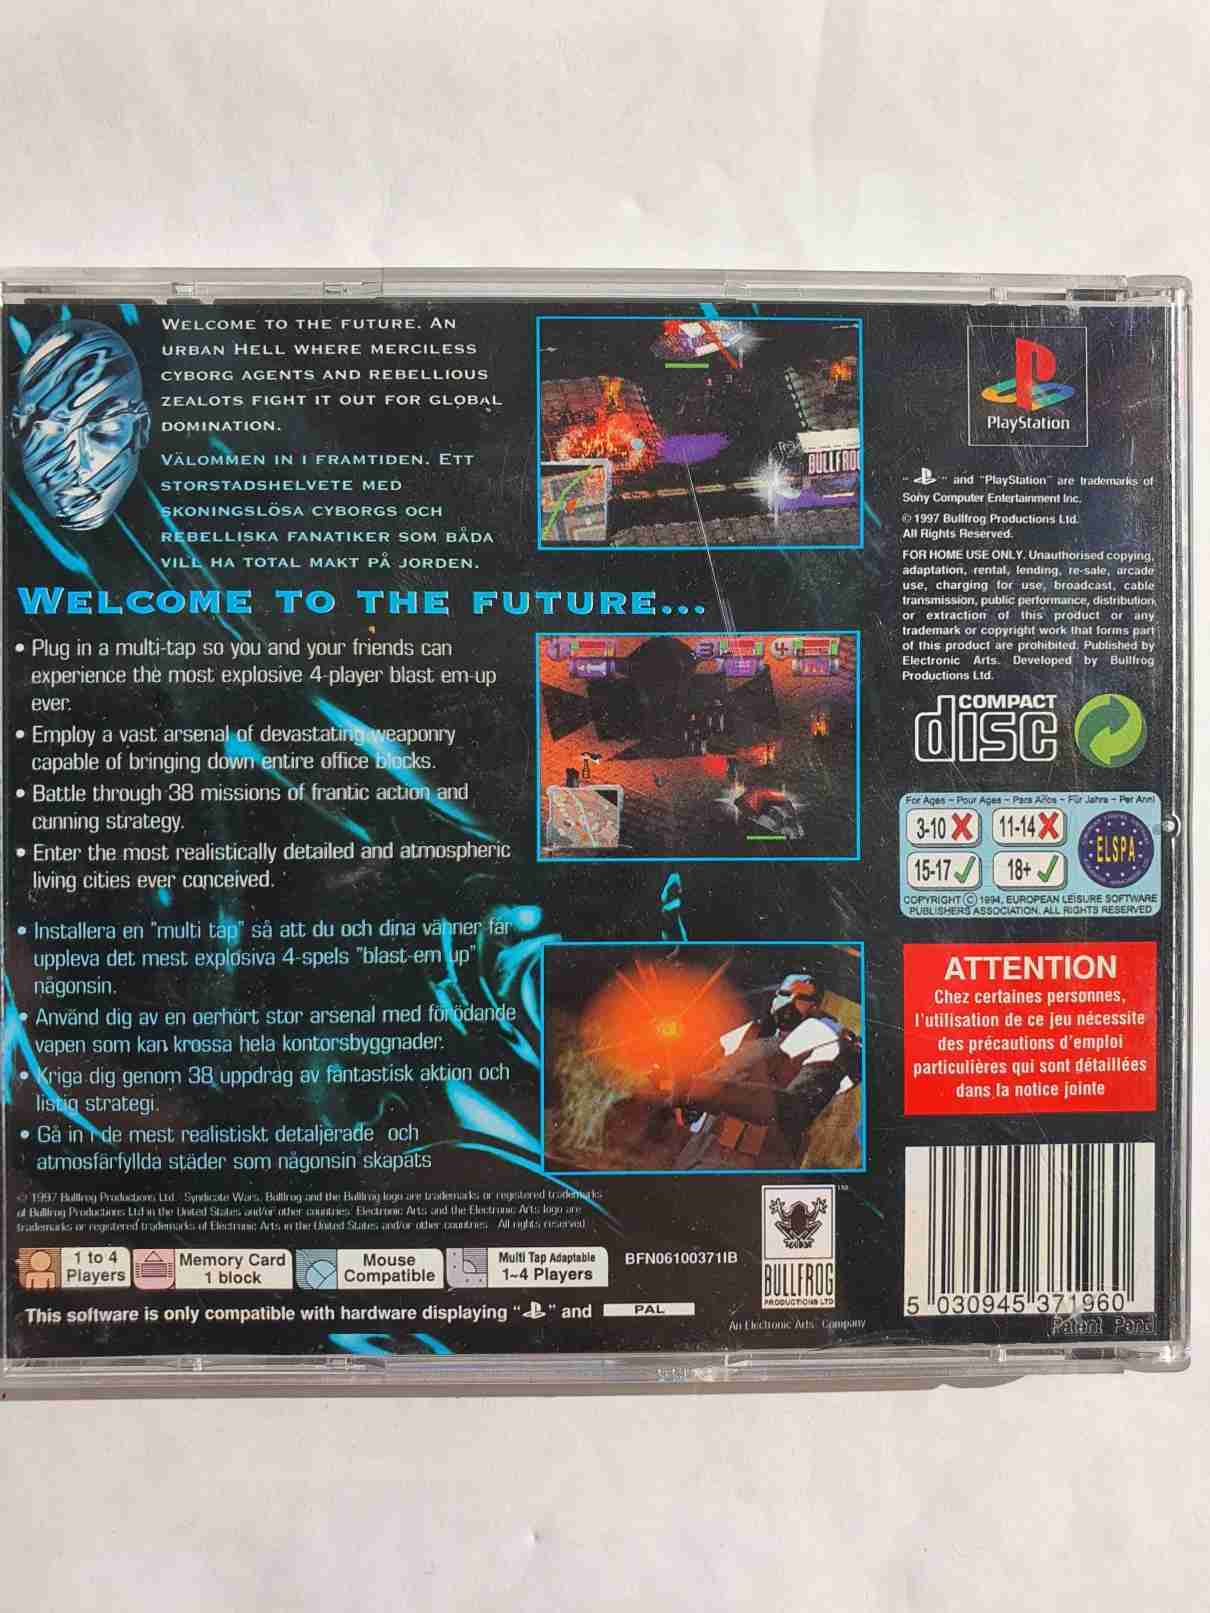 WELCOME TO THE FUTURE. AN
URBAN HELL WHERE MERCILESS
CYBORG AGENTS AND REBELLIOUS
ZEALOTS FIGHT IT OUT FOR GLOBAL
DOMINATION.
VÄLOMMEN IN I FRAMTIDEN. ETT
STORSTADSHELVETE MED
SKONINGSLÖSA CYBORGS OCH
REBELLISKA FANATIKER SOM BÅDA
VILL HA TOTAL MAKT PÅ JORDEN.
WELCOME TO THE FUTURE...
• Plug in a multi-tap so you and your friends can
experience the most explosive 4-player blast em-up
ever.
• Employ a vast arsenal of devastating weaponry
capable of bringing down entire office blocks.
• Battle through 38 missions of frantic action and
cunning strategy.
• Enter the most realistically detailed and atmospheric
living cities ever conceived.
• Installera en "multi tap" så att du och dina vänner får
uppleva det mest explosiva 4-spels "blast-em up"
någonsin.
• Använd dig av en oerhört stor arsenal med förödande
vapen som kan krossa hela kontorsbyggnader.
• Kriga dig genom 38 uppdrag av fantastisk aktion och
listig strategi.
• Gå in i de mest realistiskt detaljerade och
atmosfärfyllda städer som någonsin skapats
© 1997 Bullfrog Productions Ltd. Syndicate Wars, Bullfrog and the Bullfrog logo are trademarks or registered trademarks
of Bullfrog Productions Ltd in the United States and/or other countries. Electronic Arts and the Electronic Arts logo are
trademarks or registered trademarks of Electronic Arts in the United States and/or other countries. All rights reserved
1 to 4
Players
Memory Card
1 block
Mouse
Compatible
Multi Tap Adaptable
1~4 Players
BFN06100371IB
This software is only compatible with hardware displaying " " and PAL
BULLFROG
1 3 4
BULLFROG
PRODUCTIONS LTD
TM
An Electronic Arts Company
PlayStation
" " and "PlayStation" are trademarks of
Sony Computer Entertainment Inc.
© 1997 Bullfrog Productions Ltd.
All Rights Reserved.
FOR HOME USE ONLY. Unauthorised copying,
adaptation, rental, lending, re-sale, arcade
use, charging for use, broadcast, cable
transmission, public performance, distribution
or extraction of this product or any
trademark or copyright work that forms part
of this product are prohibited. Published by
Electronic Arts. Developed by Bullfrog
Productions Ltd.
COMPACT
disc
For Ages ~ Pour Ages ~ Para Años ~ Für Jahre ~ Per Anni
3-10 11-14
15-17 18+
ELSPA
COPYRIGHT © 1994, EUROPEAN LEISURE SOFTWARE
PUBLISHERS ASSOCIATION. ALL RIGHTS RESERVED
ATTENTION
Chez certaines personnes,
l'utilisation de ce jeu nécessite
des précautions d'emploi
particulières qui sont détaillées
dans la notice jointe
5 030945 371960
Patent Pend